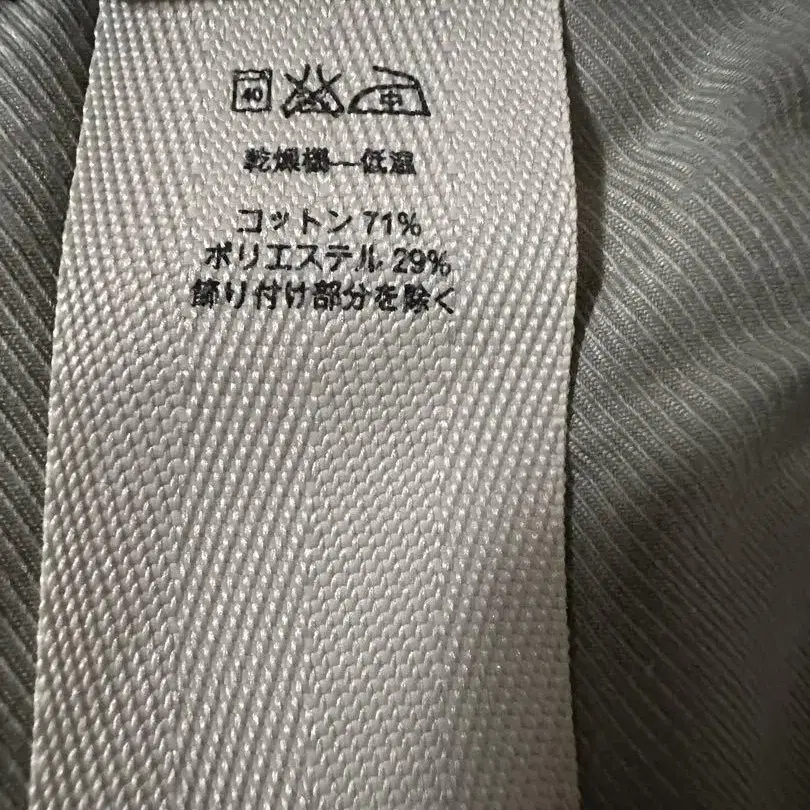 40 中
乾燥機—低温
コットン 71%
ポリエステル 29%
飾り付け部分を除く